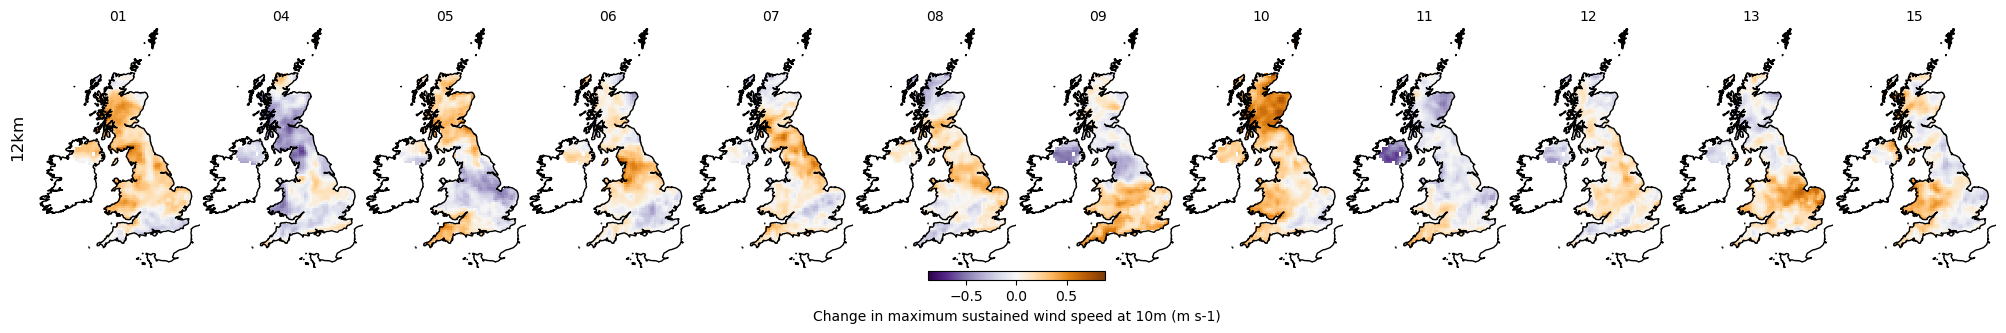 01 04 05 06 07 08 09 10 11 12 13 15
12km
−0.5 0.0 0.5
Change in maximum sustained wind speed at 10m (m s-1)